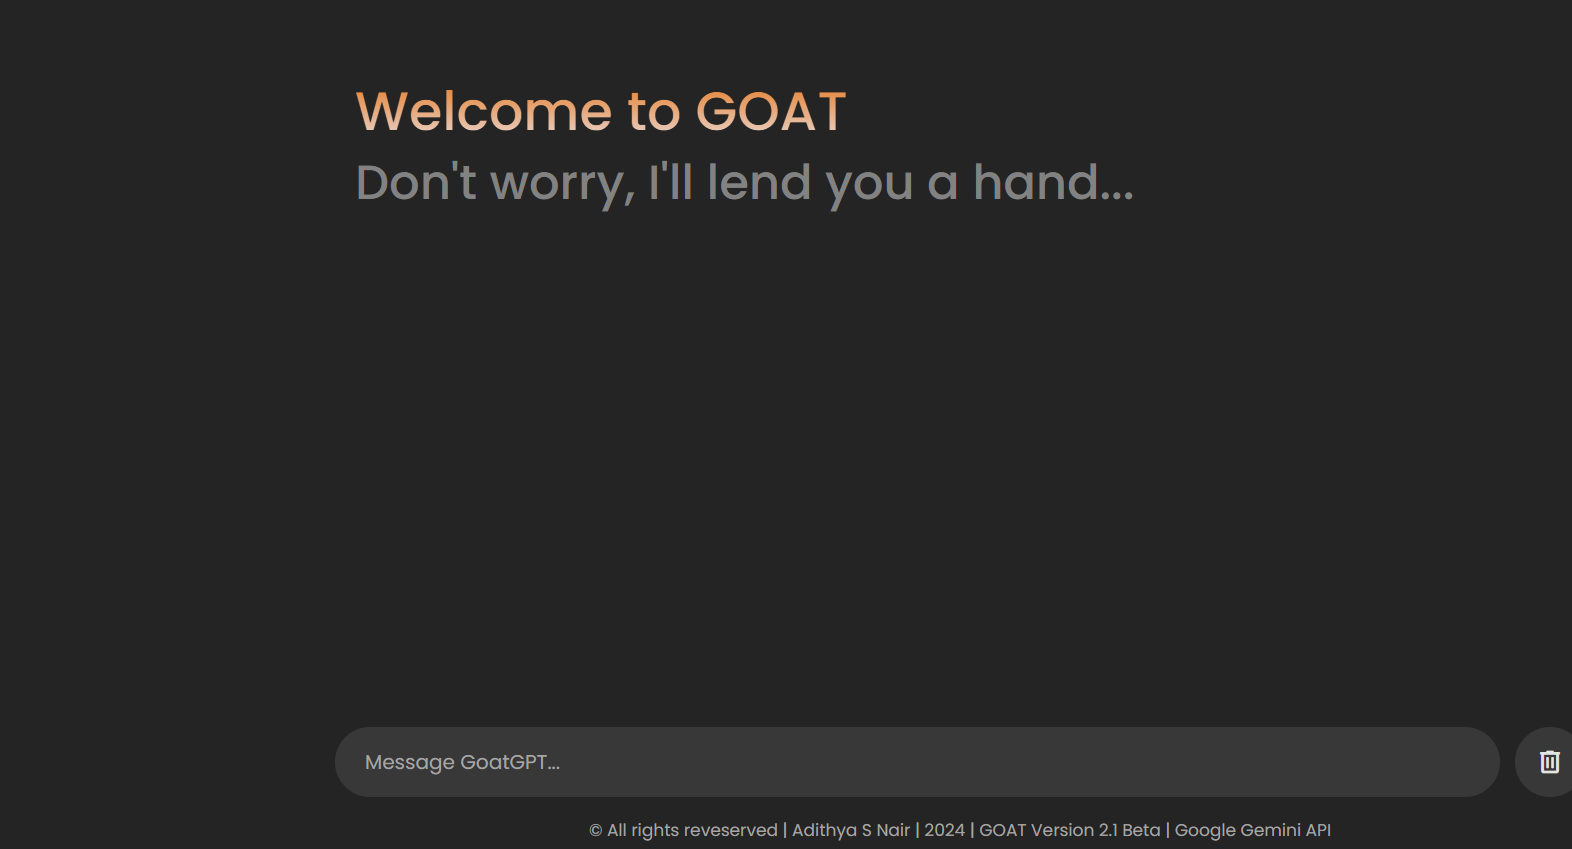 Welcome to GOAT
Don't worry, I'll lend you a hand...
Message GoatGPT...
© All rights reveserved | Adithya S Nair | 2024 | GOAT Version 2.1 Beta | Google Gemini API